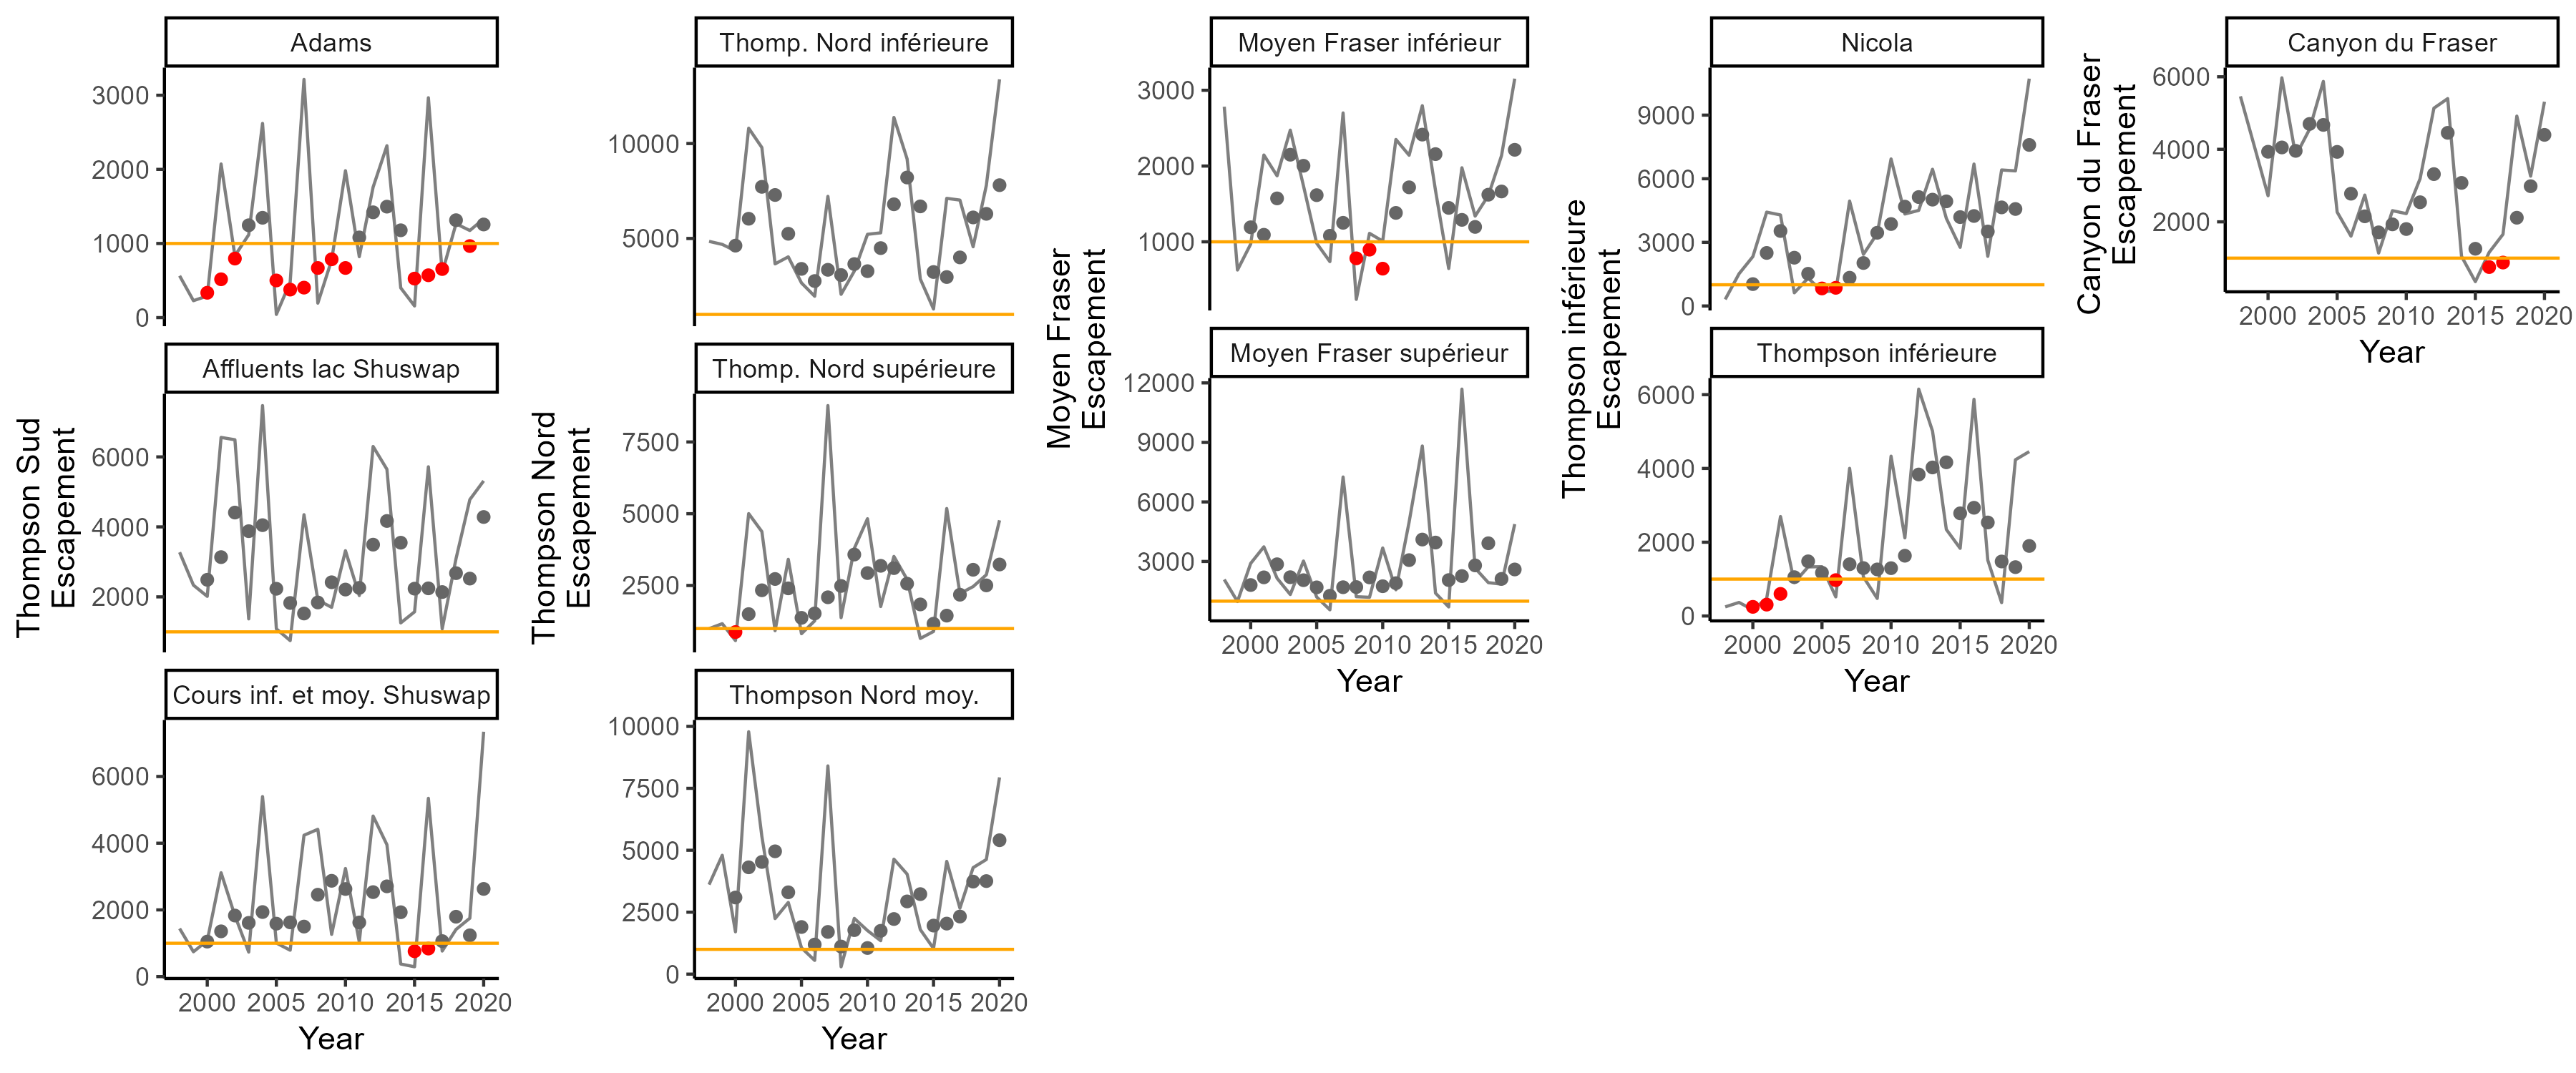 Thompson Sud
Escapement
Adams
3000
2000
1000
0
Affluents lac Shuswap
6000
4000
2000
Cours inf. et moy. Shuswap
6000
4000
2000
0
2000 2005 2010 2015 2020
Year
Thompson Nord
Escapement
Thomp. Nord inférieure
10000
5000
Thomp. Nord supérieure
7500
5000
2500
Thompson Nord moy.
10000
7500
5000
2500
0
2000 2005 2010 2015 2020
Year
Moyen Fraser
Escapement
Moyen Fraser inférieur
3000
2000
1000
Moyen Fraser supérieur
12000
9000
6000
3000
2000 2005 2010 2015 2020
Year
Thompson inférieure
Escapement
Nicola
9000
6000
3000
0
Thompson inférieure
6000
4000
2000
0
2000 2005 2010 2015 2020
Year
Canyon du Fraser
Escapement
Canyon du Fraser
6000
4000
2000
2000 2005 2010 2015 2020
Year